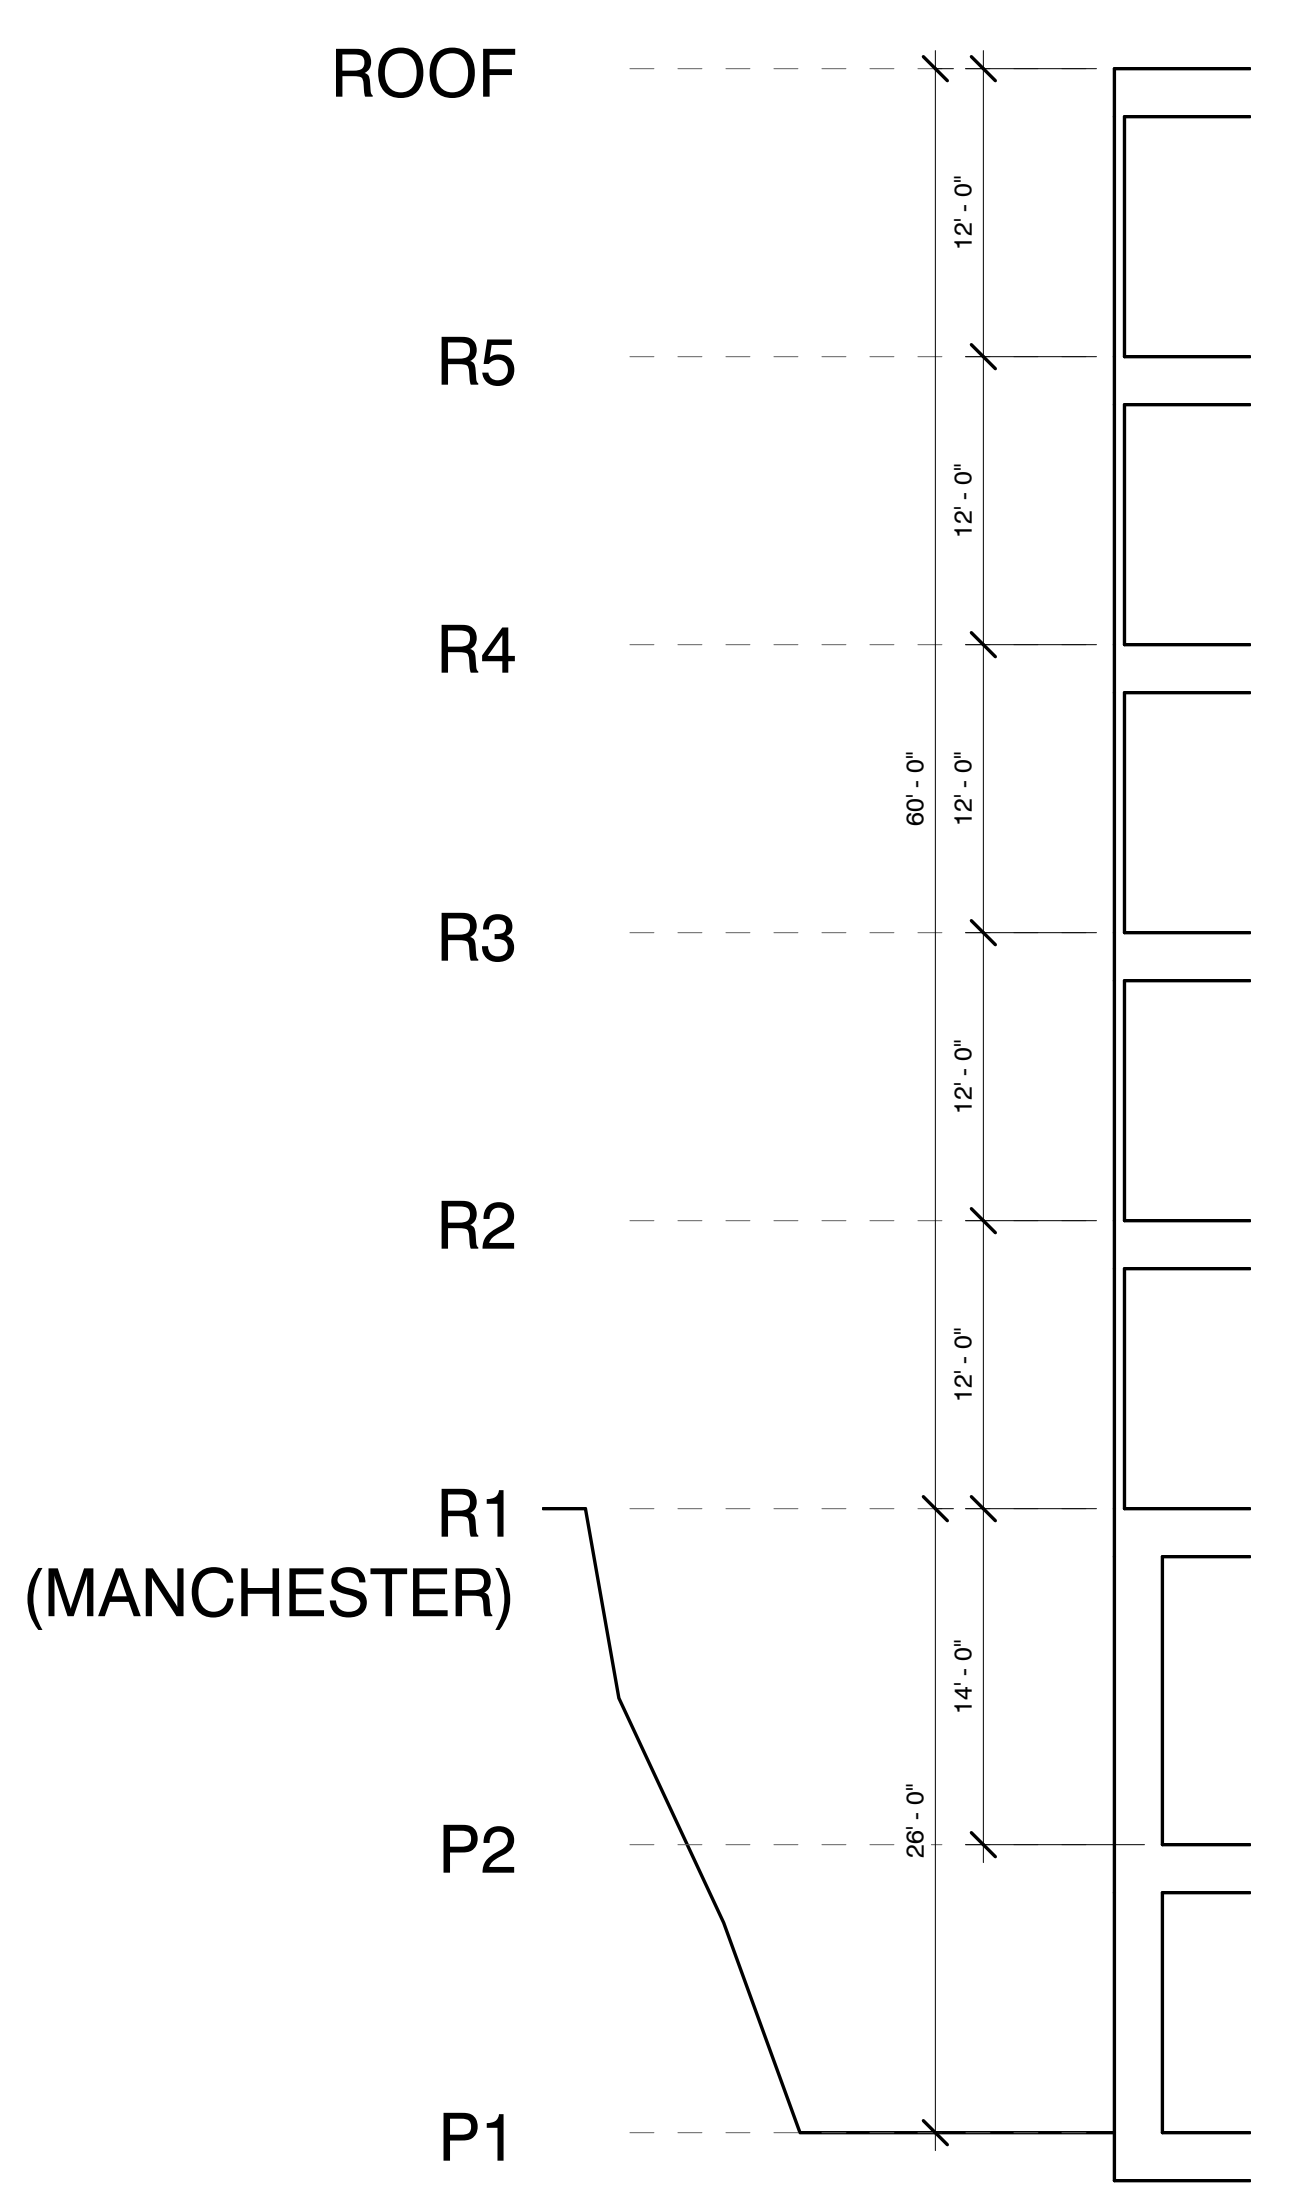 ROOF
12' - 0"
R5
12' - 0"
R4
60' - 0"
12' - 0"
R3
12' - 0"
R2
12' - 0"
R1
(MANCHESTER)
14' - 0"
26' - 0"
P2
P1